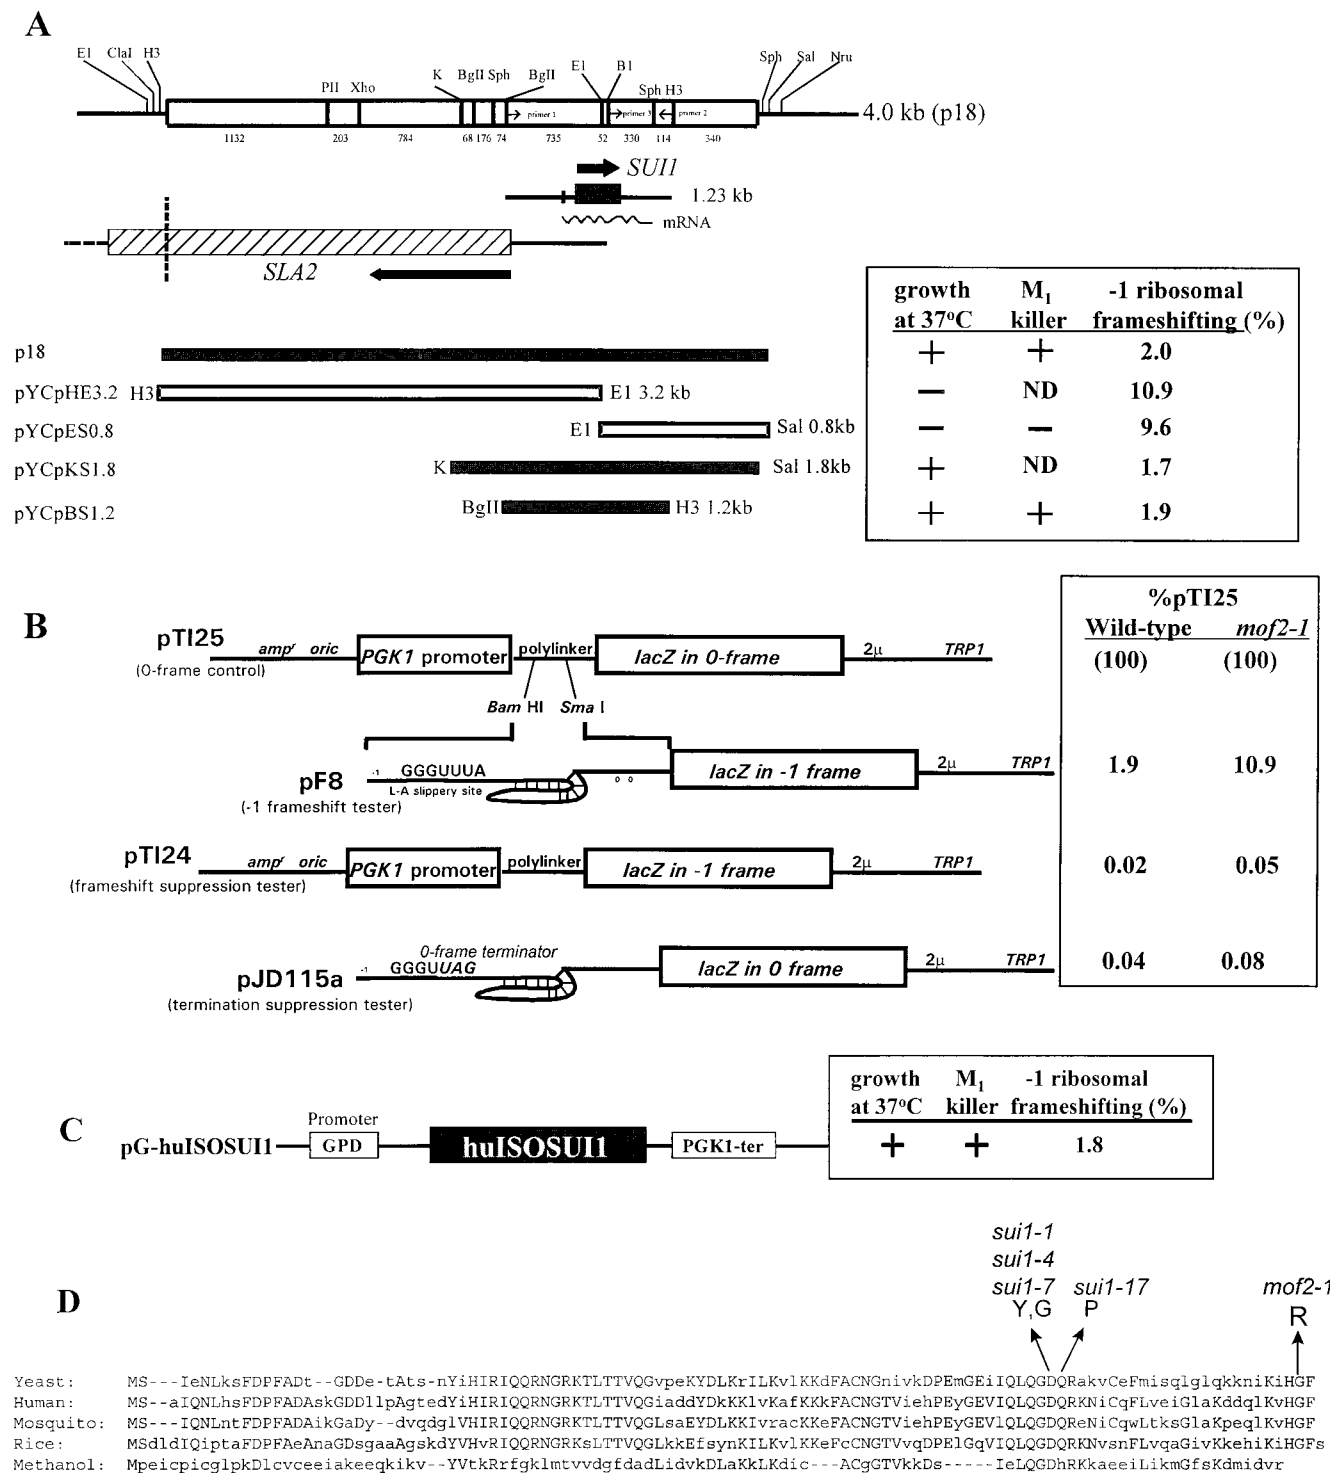 A
E1 ClaI H3
PII Xho K BgII Sph BgII E1 B1 Sph H3 Sph Sal Nru
primer 1 primer 3 primer 2
4.0 kb (p18)
1132 203 784 68 176 74 735 52 330 114 340
SUI1
1.23 kb
mRNA
SLA2
growth at 37°C M1 killer -1 ribosomal frameshifting (%)
p18 + + 2.0
pYCpHE3.2 H3 E1 3.2 kb − ND 10.9
pYCpES0.8 E1 Sal 0.8kb − − 9.6
pYCpKS1.8 K Sal 1.8kb + ND 1.7
pYCpBS1.2 BgII H3 1.2kb + + 1.9
B
%pTI25
Wild-type mof2-1
pTI25 ampʳ oric PGK1 promoter polylinker lacZ in 0-frame 2μ TRP1 (100) (100)
(0-frame control)
Bam HI Sma I
-1 GGGUUUA
L-A slippery site
pF8 lacZ in -1 frame 2μ TRP1 1.9 10.9
(-1 frameshift tester)
pTI24 ampʳ oric PGK1 promoter polylinker lacZ in -1 frame 2μ TRP1 0.02 0.05
(frameshift suppression tester)
0-frame terminator
-1 GGGUUAG
pJD115a lacZ in 0 frame 2μ TRP1 0.04 0.08
(termination suppression tester)
C
growth at 37°C M1 killer -1 ribosomal frameshifting (%)
Promoter
pG-huISOSUI1 GPD huISOSUI1 PGK1-ter + + 1.8
D
sui1-1
sui1-4
sui1-7 sui1-17 mof2-1
Y,G P R
Yeast: MS---IeNLksFDPFADt--GDDe-tAts-nYiHIRIQQRNGRKTLTTVQGvpeKYDLKrILKvlKKdFACNGnivkDPEmGEiIQLQGDQRakvCeFmisqlglqkkniKiHGF
Human: MS--aIQNLhsFDPFADAskGDDllpAgtedYiHIRIQQRNGRKTLTTVQGiaddYDKkKLvKafKKkFACNGTViehPEyGEVIQLQGDQRKNiCqFLveiGlaKddqlKvHGF
Mosquito: MS---IQNLntFDPFADAikGaDy--dvqdglVHIRIQQRNGRKTLTTVQGLsaEYDLKKIvracKKeFACNGTViehPEyGEVlQLQGDQReNiCqwLtksGlaKpeqlKvHGF
Rice: MSdldIQiptaFDPFAeAnaGDsgaaAgskdYVHvRIQQRNGRKsLTTVQGLkkEfsynKILKvlKKeFcCNGTVvqDPElGqVIQLQGDQRKNvsnFLvqaGivKkehiKiHGFs
Methanol: MpeicpicglpkDlcvceeiakeeqkikv--YVtkRrfgklmtvvdgfdadLidvkDLaKkLKdic---ACgGTVKkDs-----IeLQGDhRKkaeeiLikmGfsKdmidvr